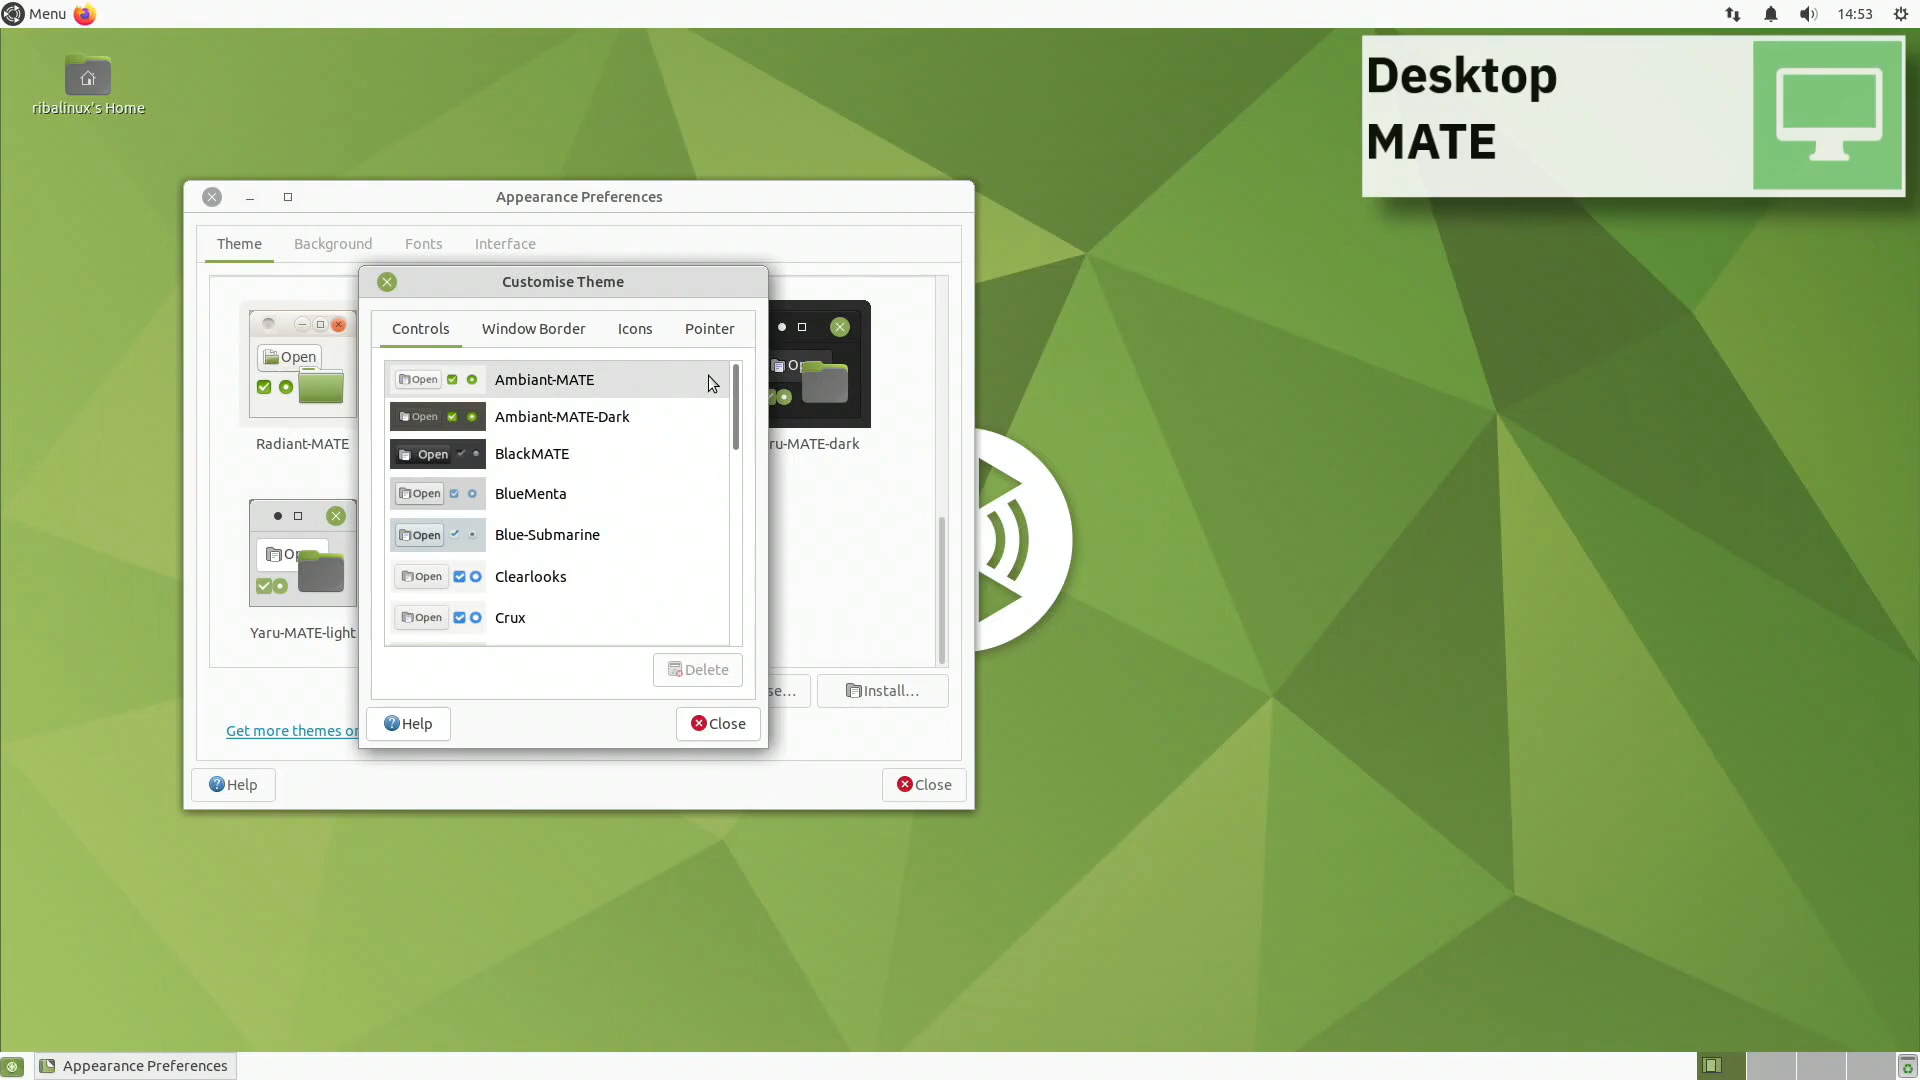 Menu
14:53
ribalinux's Home
Desktop
MATE
Appearance Preferences
Theme Background Fonts Interface
Customise Theme
Controls Window Border Icons Pointer
Open
Radiant-MATE
Open
Yaru-MATE-light
Open Ambiant-MATE
Open Ambiant-MATE-Dark
Open BlackMATE
Open BlueMenta
Open Blue-Submarine
Open Clearlooks
Open Crux
ru-MATE-dark
Delete
se... Install...
Get more themes on
Help Close
Help Close
Appearance Preferences